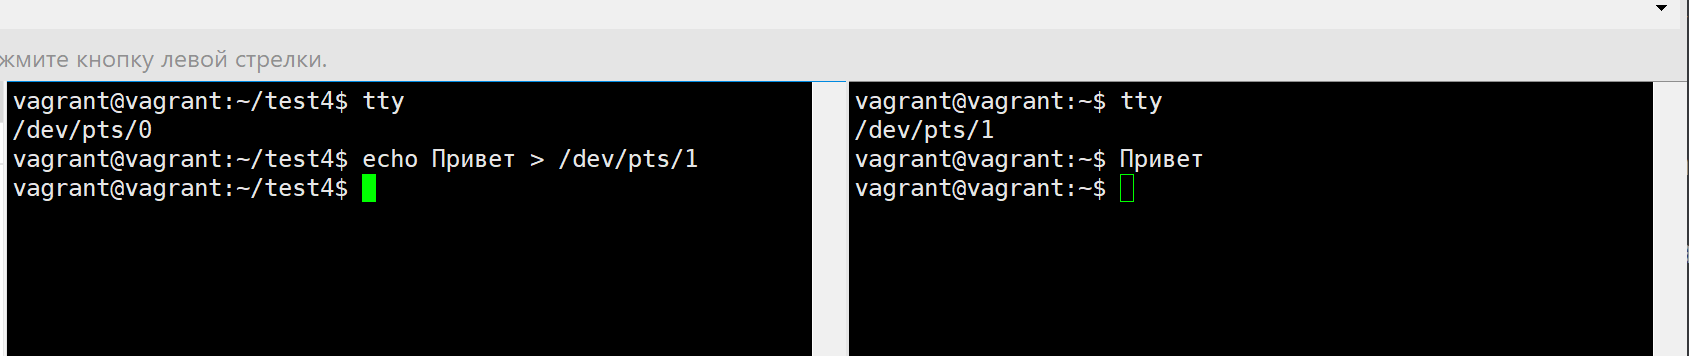 жмите кнопку левой стрелки.
vagrant@vagrant:~/test4$ tty
/dev/pts/0
vagrant@vagrant:~/test4$ echo Привет > /dev/pts/1
vagrant@vagrant:~/test4$
vagrant@vagrant:~$ tty
/dev/pts/1
vagrant@vagrant:~$ Привет
vagrant@vagrant:~$